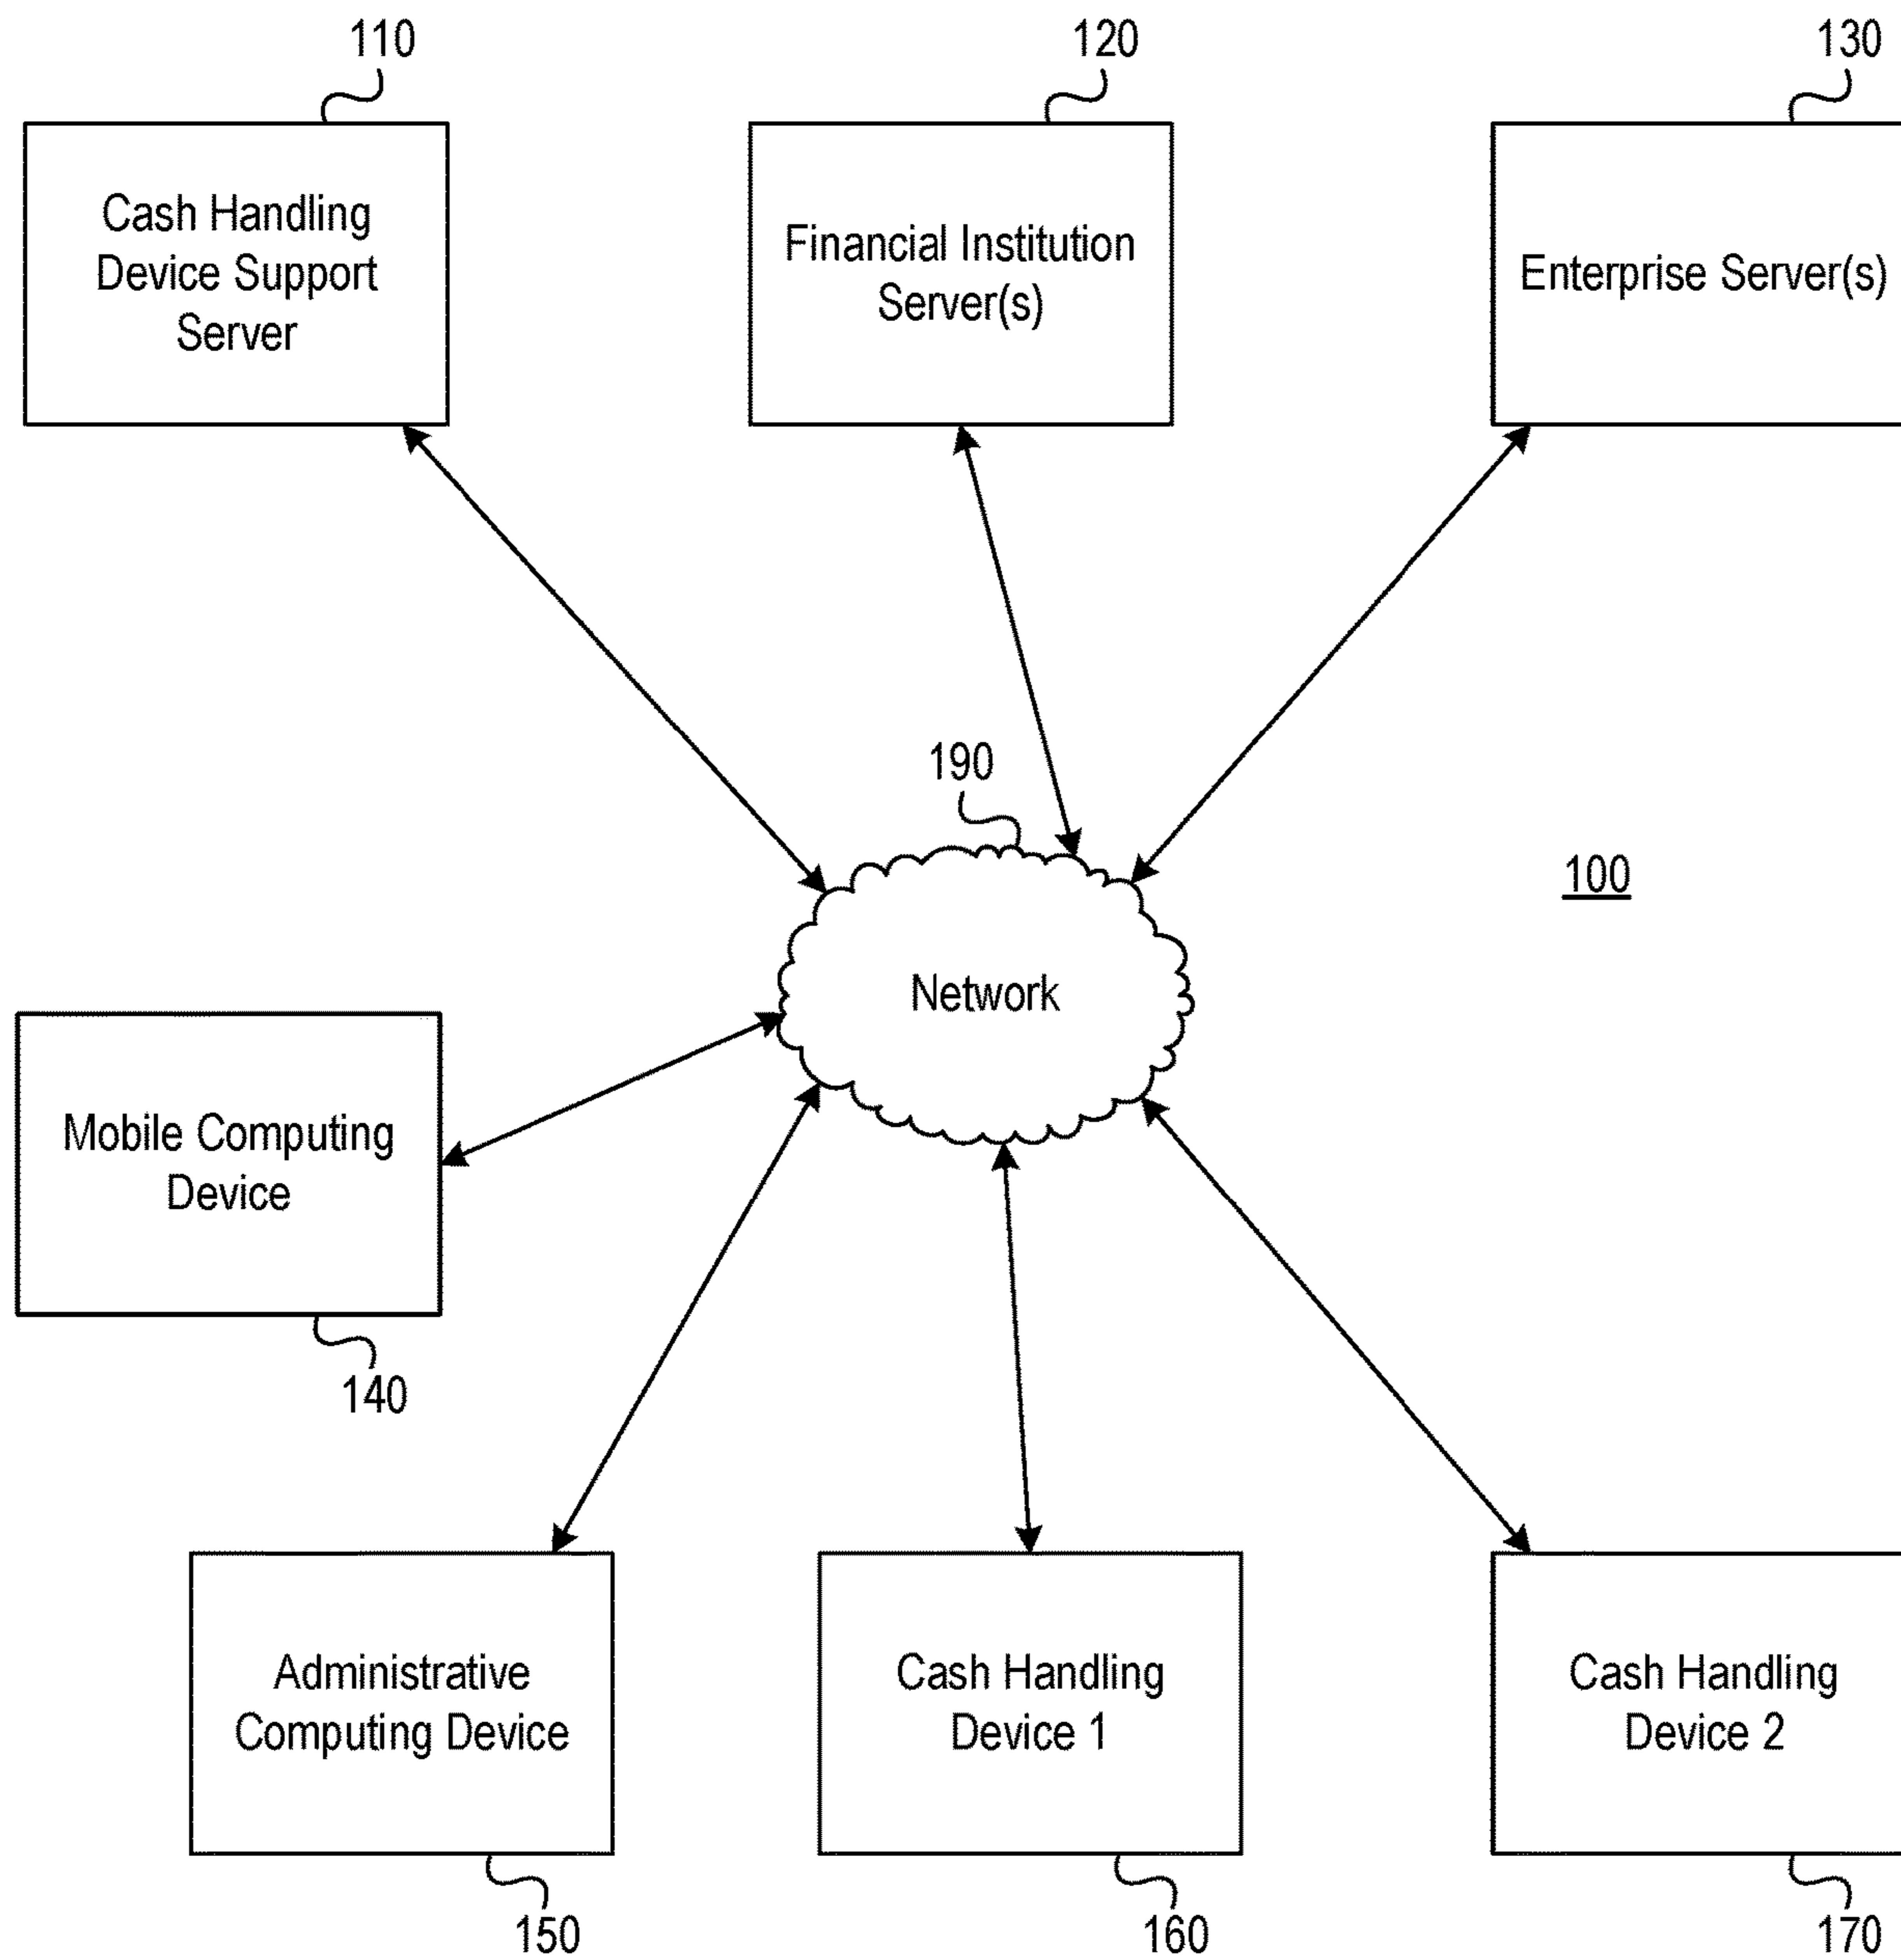 110
120
130
Cash Handling
Device Support
Server
Financial Institution
Server(s)
Enterprise Server(s)
190
100
Network
Mobile Computing
Device
140
Administrative
Computing Device
Cash Handling
Device 1
Cash Handling
Device 2
150
160
170